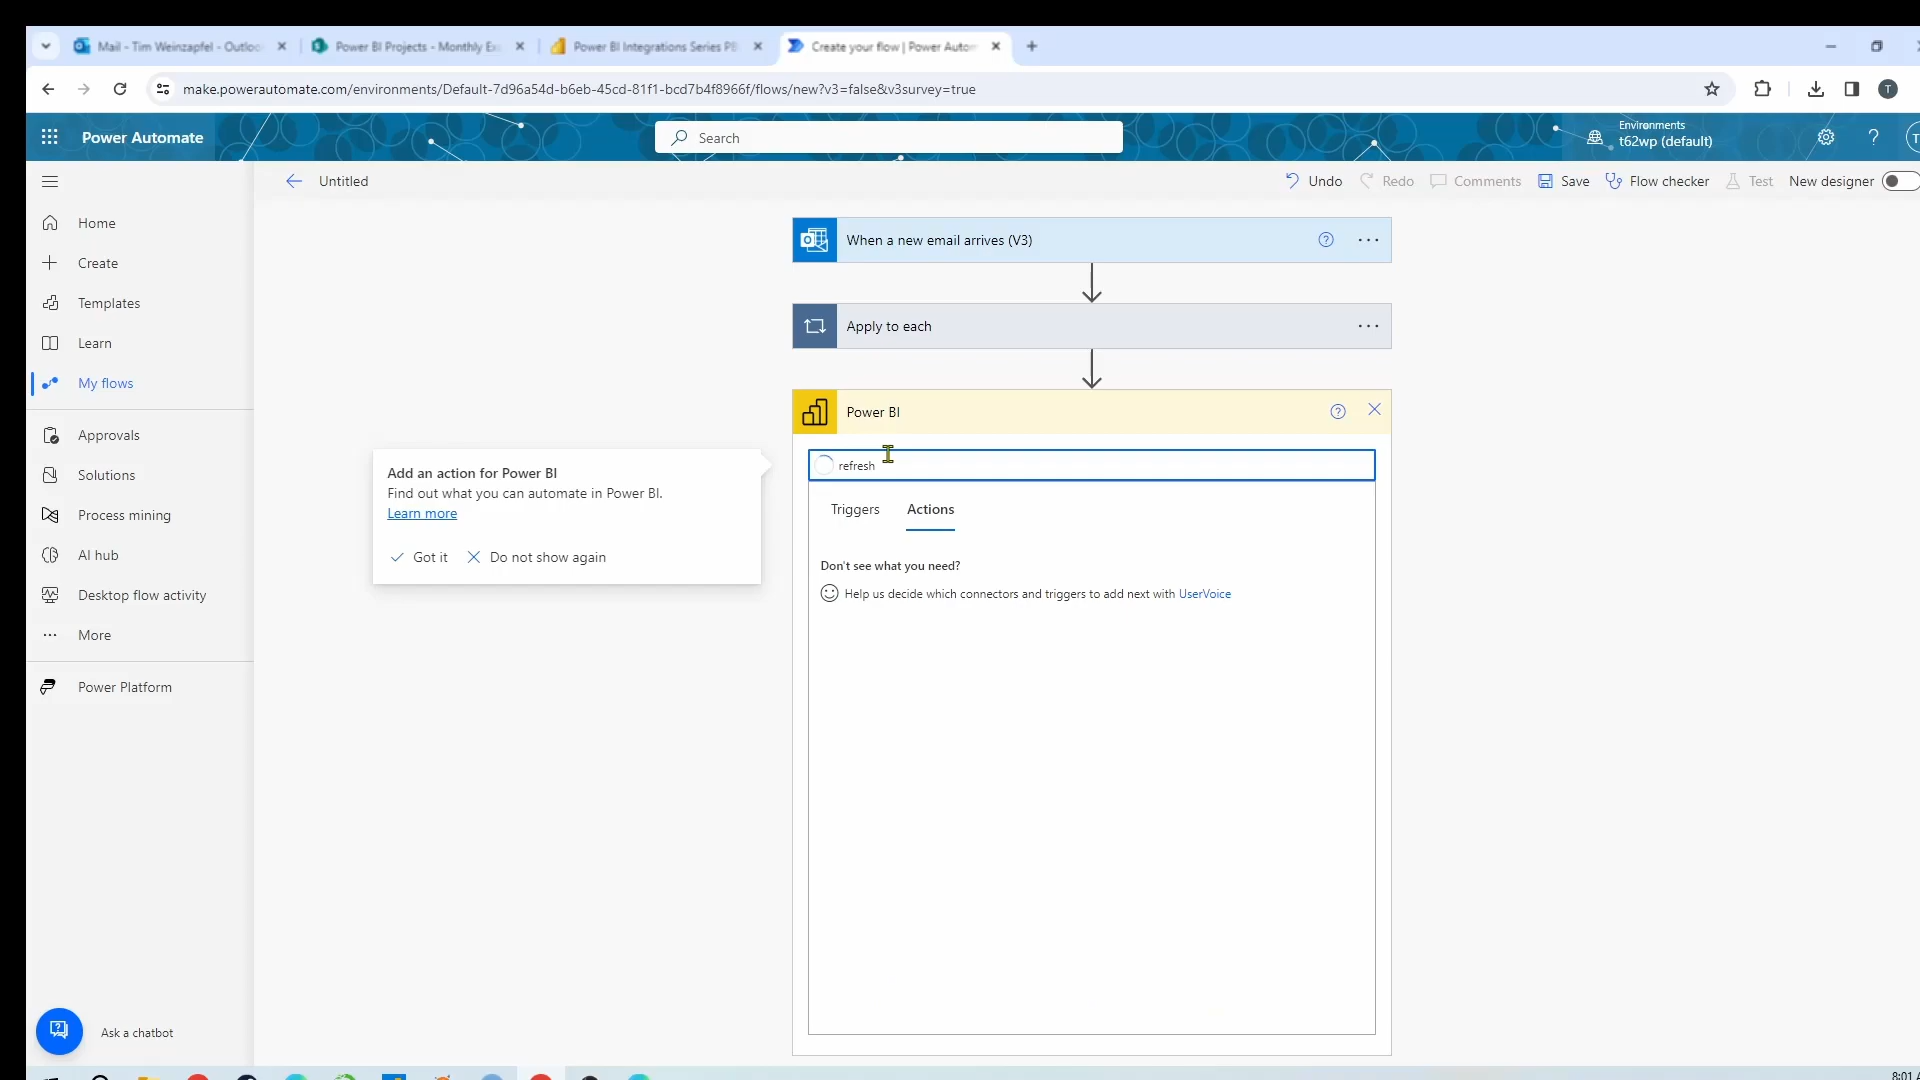 Mail - Tim Weinzapfel - Outloo
Power BI Projects - Monthly Ex
Power BI Integrations Series PB
Create your flow | Power Autom
make.powerautomate.com/environments/Default-7d96a54d-b6eb-45cd-81f1-bcd7b4f8966f/flows/new?v3=false&v3survey=true
T
Power Automate
Search
Environments
t62wp (default)
?
T
Untitled
Undo
Redo
Comments
Save
Flow checker
Test
New designer
Home
Create
Templates
Learn
My flows
Approvals
Solutions
Process mining
AI hub
Desktop flow activity
More
Power Platform
Ask a chatbot
When a new email arrives (V3)
Apply to each
Power BI
refresh
Triggers
Actions
Don't see what you need?
Help us decide which connectors and triggers to add next with UserVoice
Add an action for Power BI
Find out what you can automate in Power BI.
Learn more
Got it
Do not show again
8:01 A